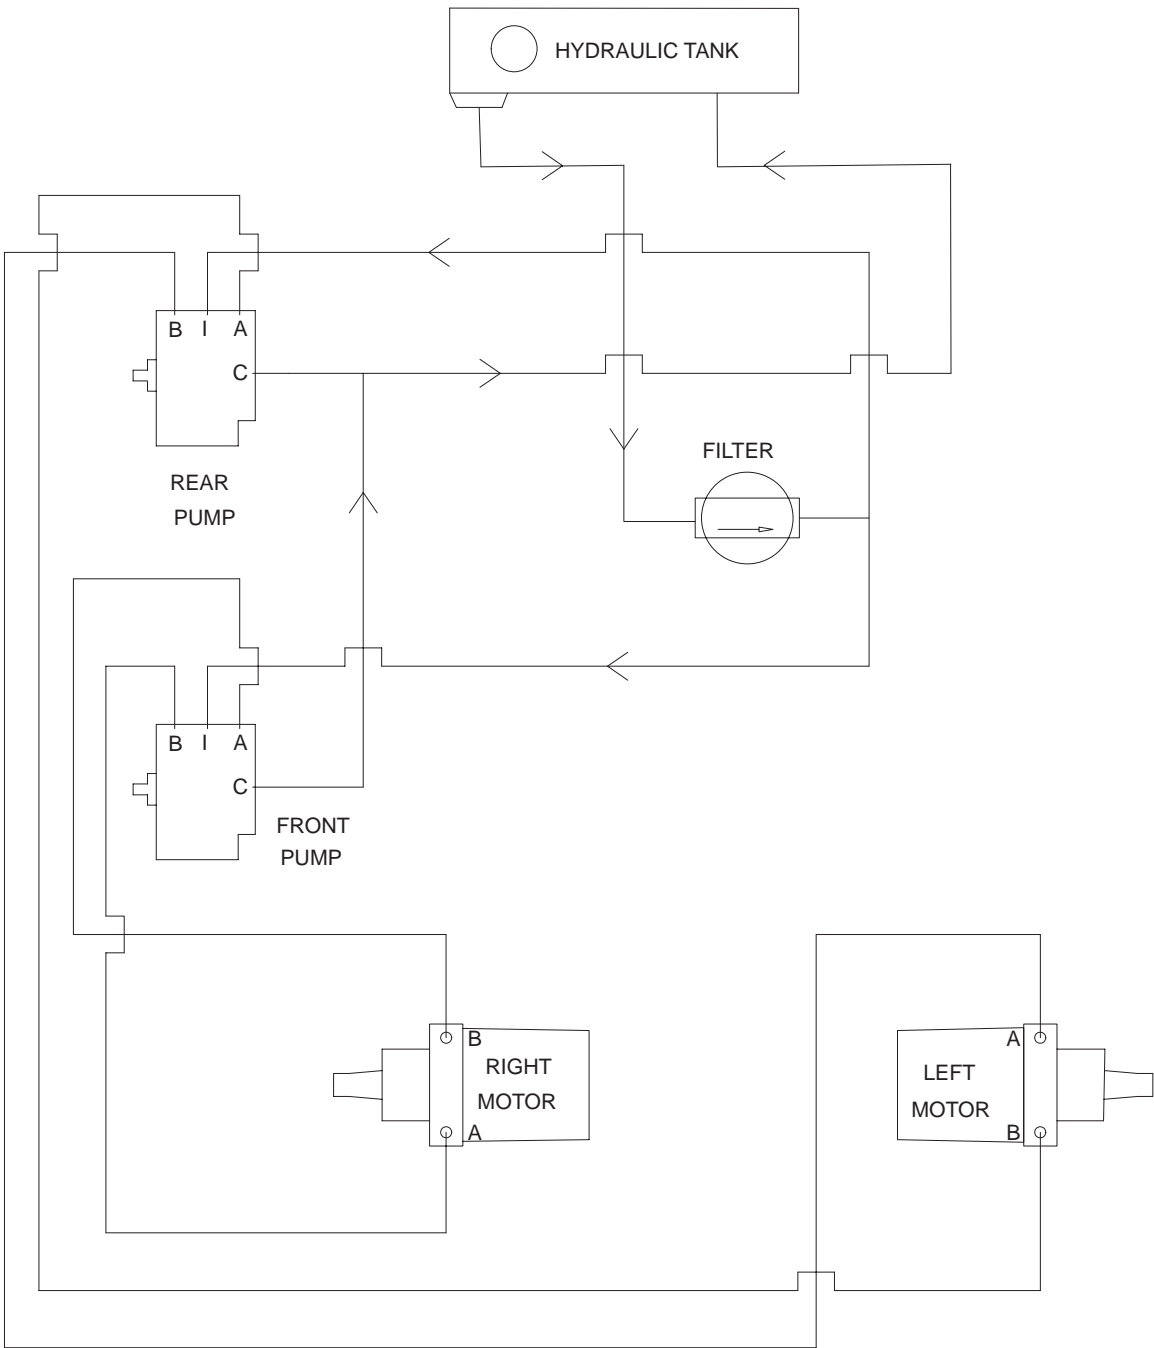 HYDRAULIC TANK
B I A
C
FILTER
REAR
PUMP
B I A
C
FRONT
PUMP
B
RIGHT
MOTOR
A
A
LEFT
MOTOR
B